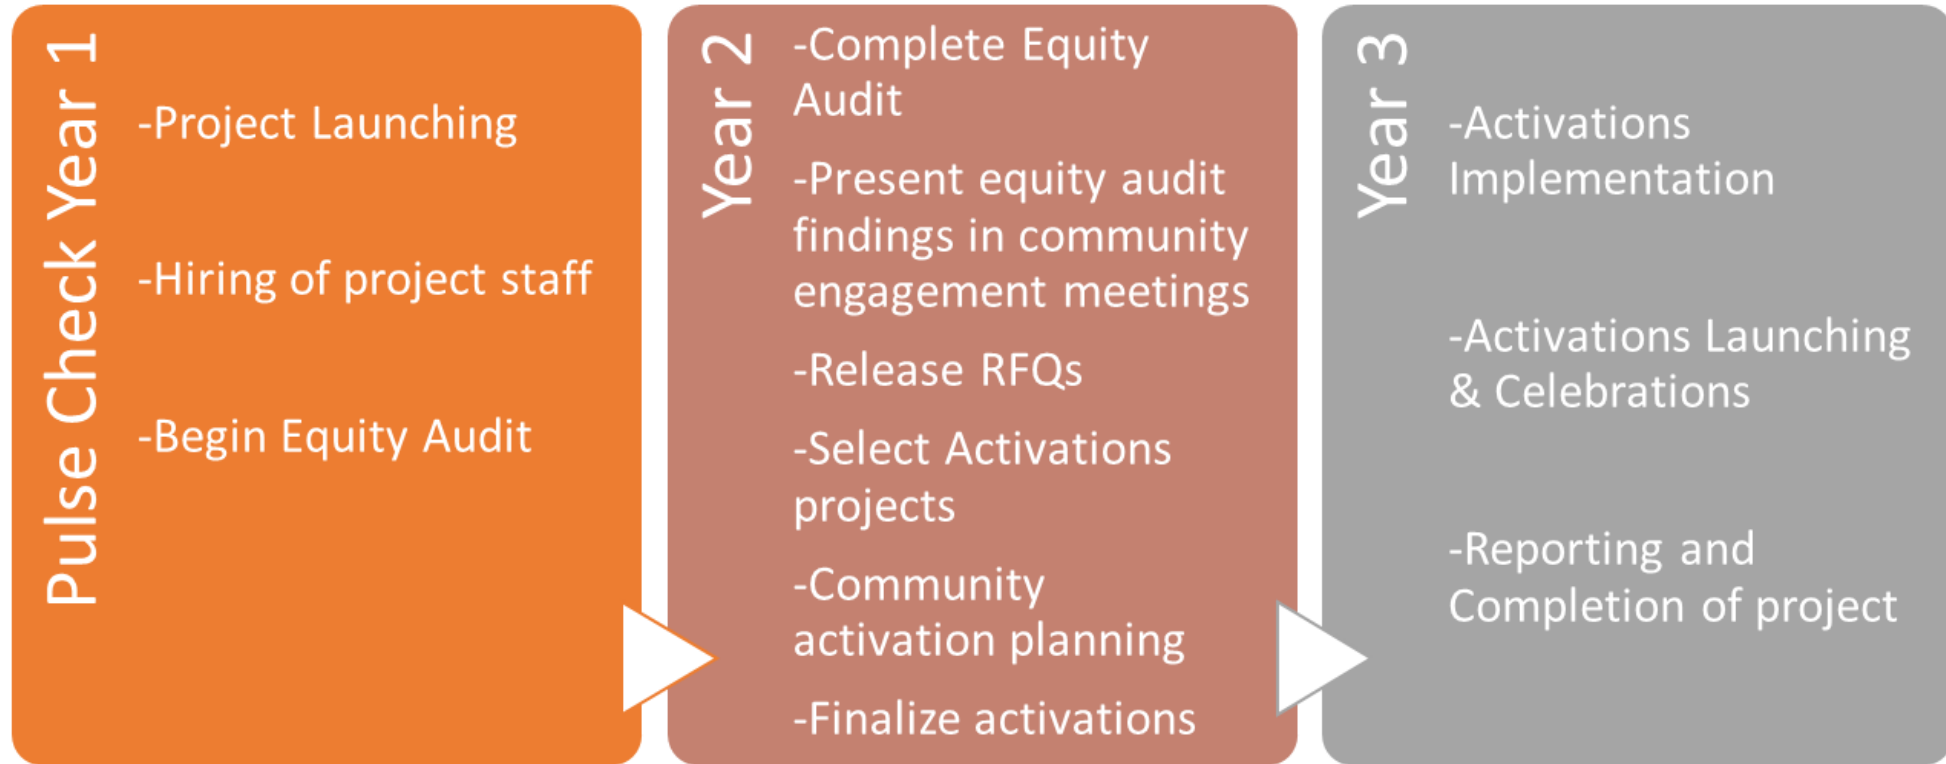 Pulse Check Year 1
-Project Launching
-Hiring of project staff
-Begin Equity Audit
Year 2
-Complete Equity
Audit
-Present equity audit
findings in community
engagement meetings
-Release RFQs
-Select Activations
projects
-Community
activation planning
-Finalize activations
Year 3
-Activations
Implementation
-Activations Launching
& Celebrations
-Reporting and
Completion of project